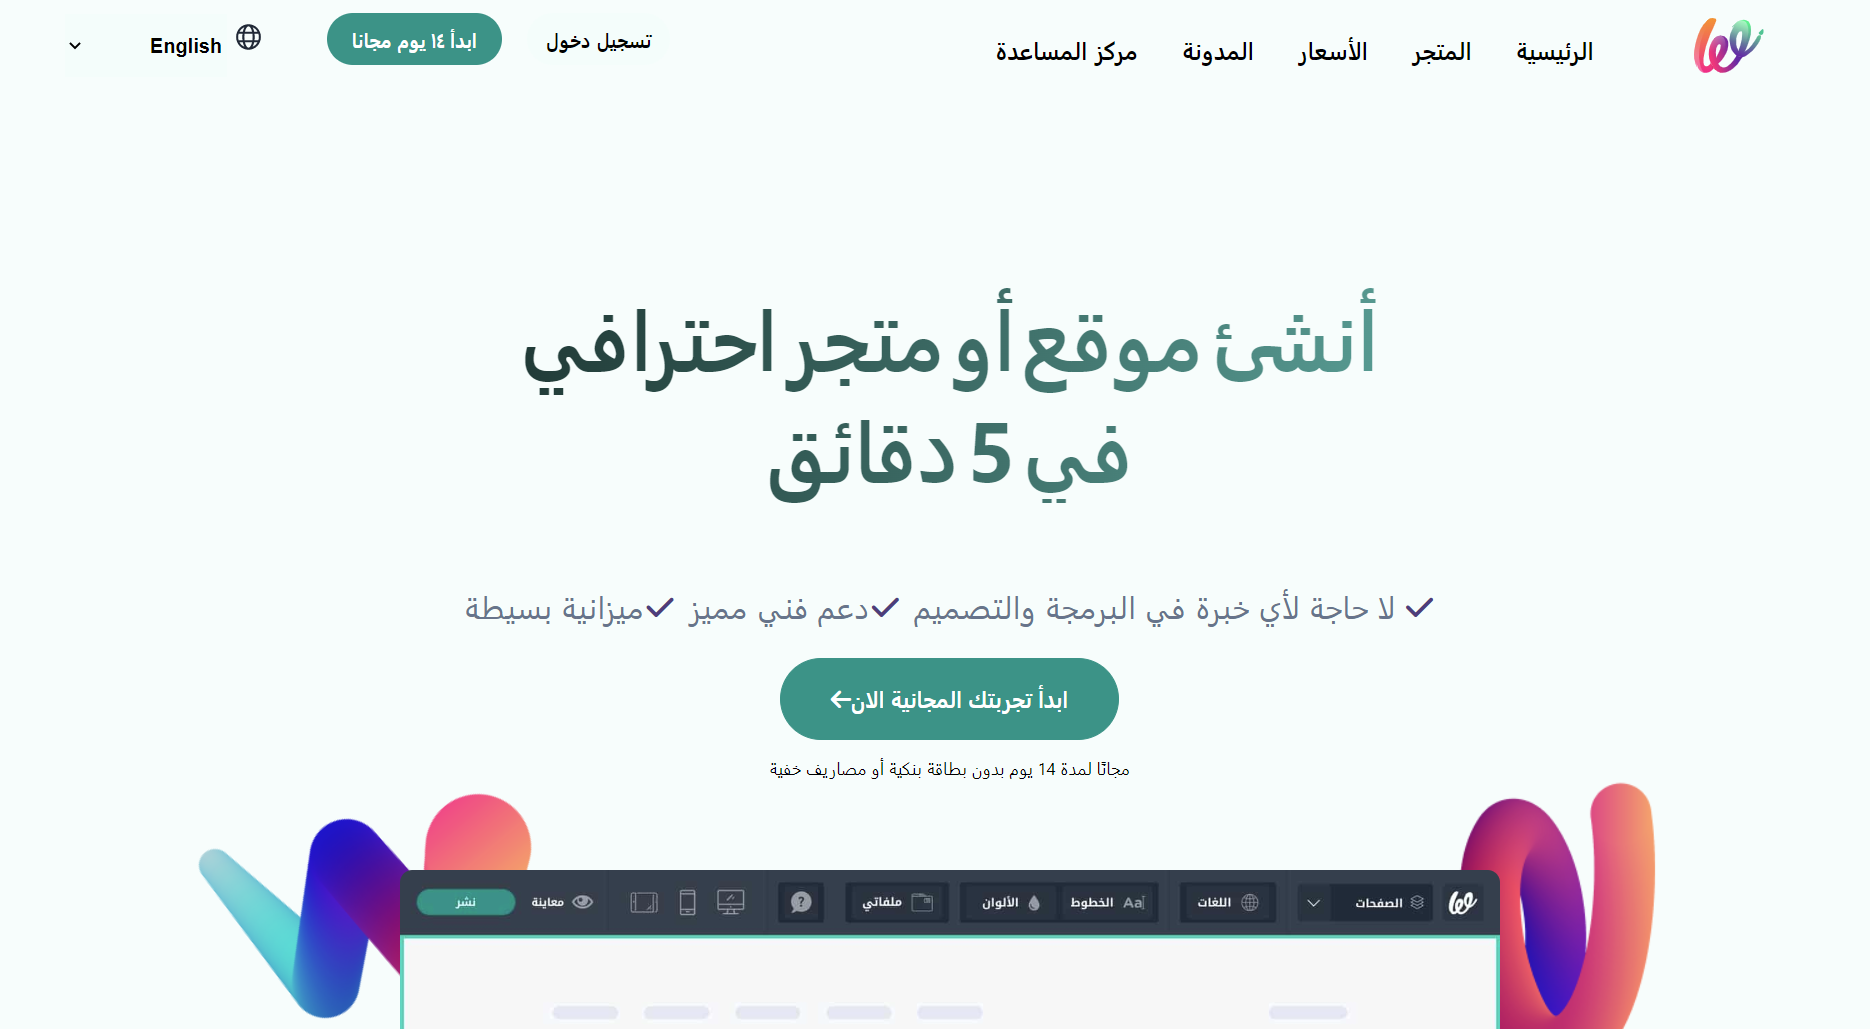 الرئيسية
المتجر
الأسعار
المدونة
مركز المساعدة
تسجيل دخول
ابدأ ١٤ يوم مجانا
English
أنشئ موقع أو متجر احترافي
في 5 دقائق
لا حاجة لأي خبرة في البرمجة والتصميم دعم فني مميز ميزانية بسيطة
ابدأ تجربتك المجانية الان
مجانًا لمدة 14 يوم بدون بطاقة بنكية أو مصاريف خفية
الصفحات
اللغات
Aa الخطوط
الألوان
ملفاتي
?
معاينة
نشر